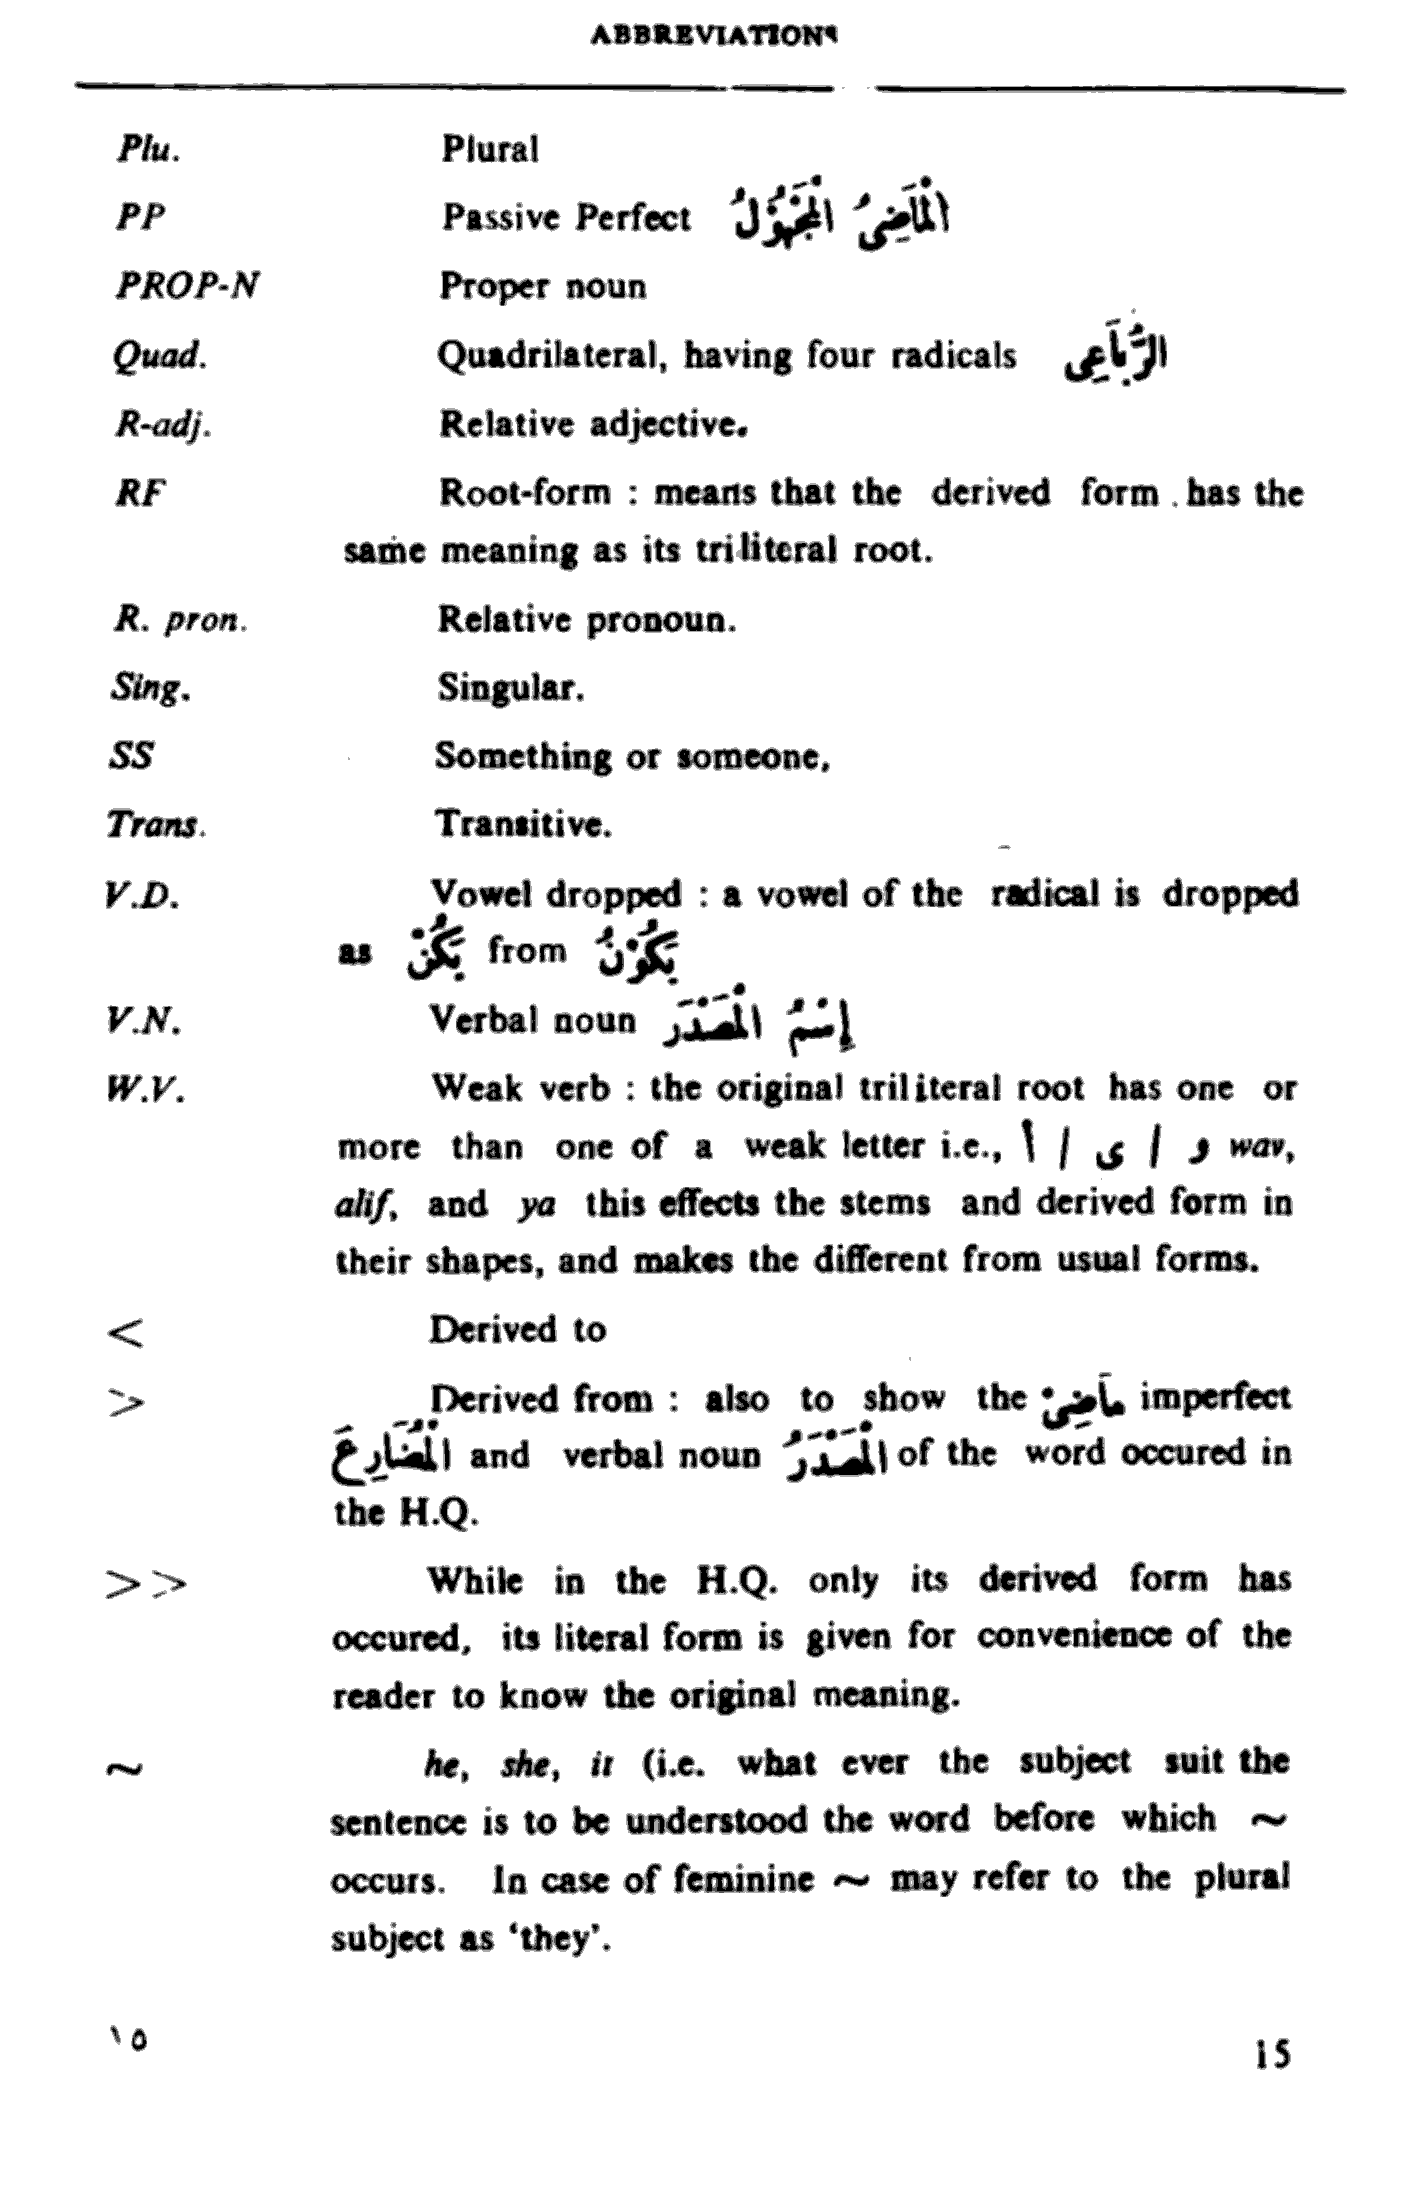 ABBREVIATIONS
Plu. Plural
PP Passive Perfect اَلْمَاضِىُ الْمَجْهُوْلُ
PROP-N Proper noun
Quad. Quadrilateral, having four radicals الرُّبَاعِى
R-adj. Relative adjective.
RF Root-form : means that the derived form . has the
same meaning as its triliteral root.
R. pron. Relative pronoun.
Sing. Singular.
SS Something or someone,
Trans. Transitive.
V.D. Vowel dropped : a vowel of the radical is dropped
as يَكُنْ from يَكُوْنُ
V.N. Verbal noun إِسْمُ الْمَصْدَرَ
W.V. Weak verb : the original triliteral root has one or
more than one of a weak letter i.e., ا / ى / و wav,
alif, and ya this effects the stems and derived form in
their shapes, and makes the different from usual forms.
< Derived to
> Derived from : also to show the مَاضِىْ imperfect
الْمُضَارِعَ and verbal noun الْمَصْدَرُ of the word occured in
the H.Q.
>> While in the H.Q. only its derived form has
occured, its literal form is given for convenience of the
reader to know the original meaning.
~ he, she, it (i.e. what ever the subject suit the
sentence is to be understood the word before which ~
occurs. In case of feminine ~ may refer to the plural
subject as ‘they’.
١٥ 15